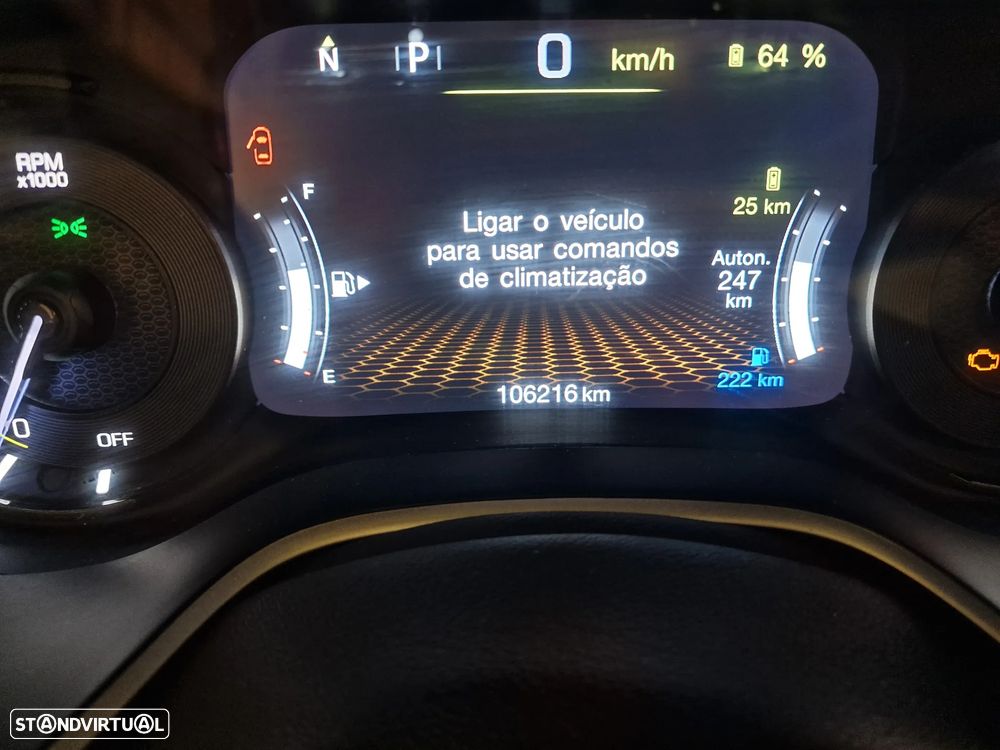 N P 0 km/h 64 %
RPM
x1000
F
25 km
Ligar o veículo
para usar comandos
de climatização
Auton.
247
km
E
222 km
106216 km
0 OFF
STANDVIRTUAL